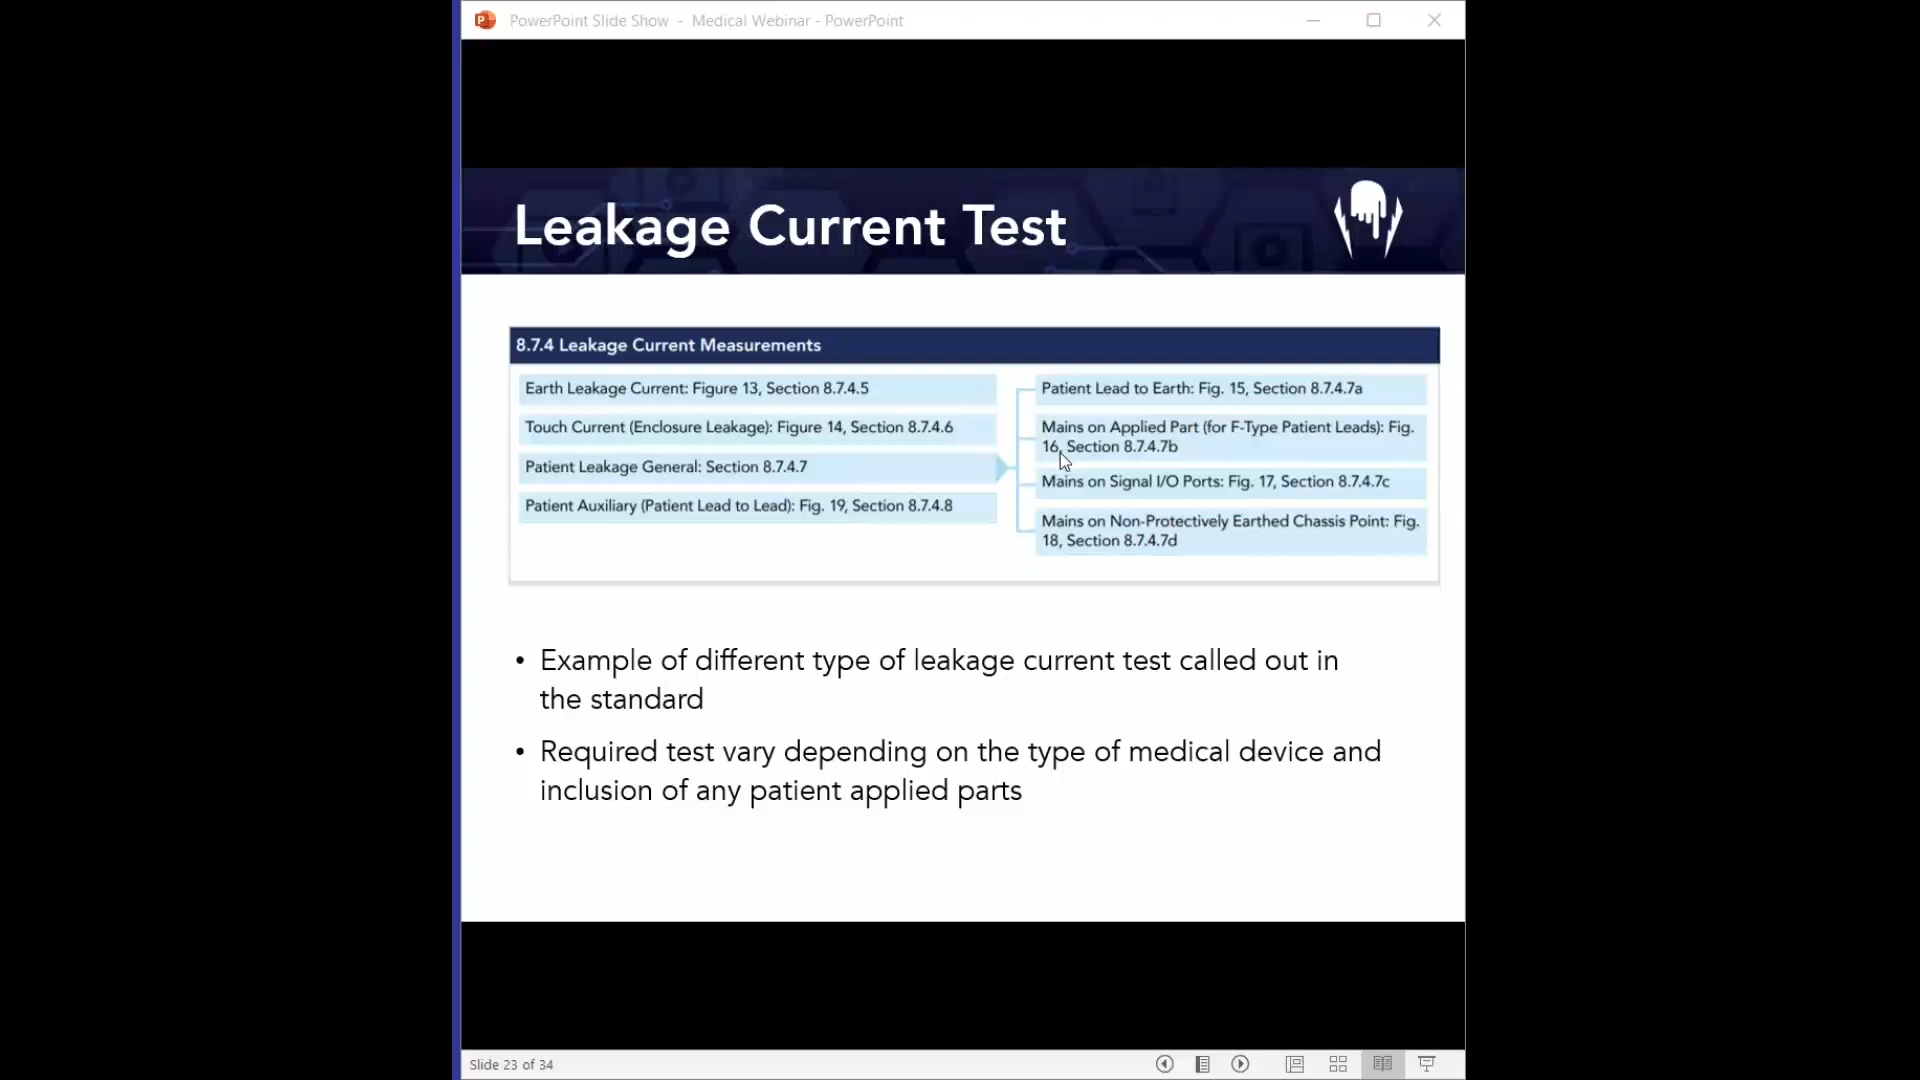 PowerPoint Slide Show - Medical Webinar - PowerPoint
Leakage Current Test
8.7.4 Leakage Current Measurements
Earth Leakage Current: Figure 13, Section 8.7.4.5
Touch Current (Enclosure Leakage): Figure 14, Section 8.7.4.6
Patient Leakage General: Section 8.7.4.7
Patient Auxiliary (Patient Lead to Lead): Fig. 19, Section 8.7.4.8
Patient Lead to Earth: Fig. 15, Section 8.7.4.7a
Mains on Applied Part (for F-Type Patient Leads): Fig.
16, Section 8.7.4.7b
Mains on Signal I/O Ports: Fig. 17, Section 8.7.4.7c
Mains on Non-Protectively Earthed Chassis Point: Fig.
18, Section 8.7.4.7d
• Example of different type of leakage current test called out in
the standard
• Required test vary depending on the type of medical device and
inclusion of any patient applied parts
Slide 23 of 34